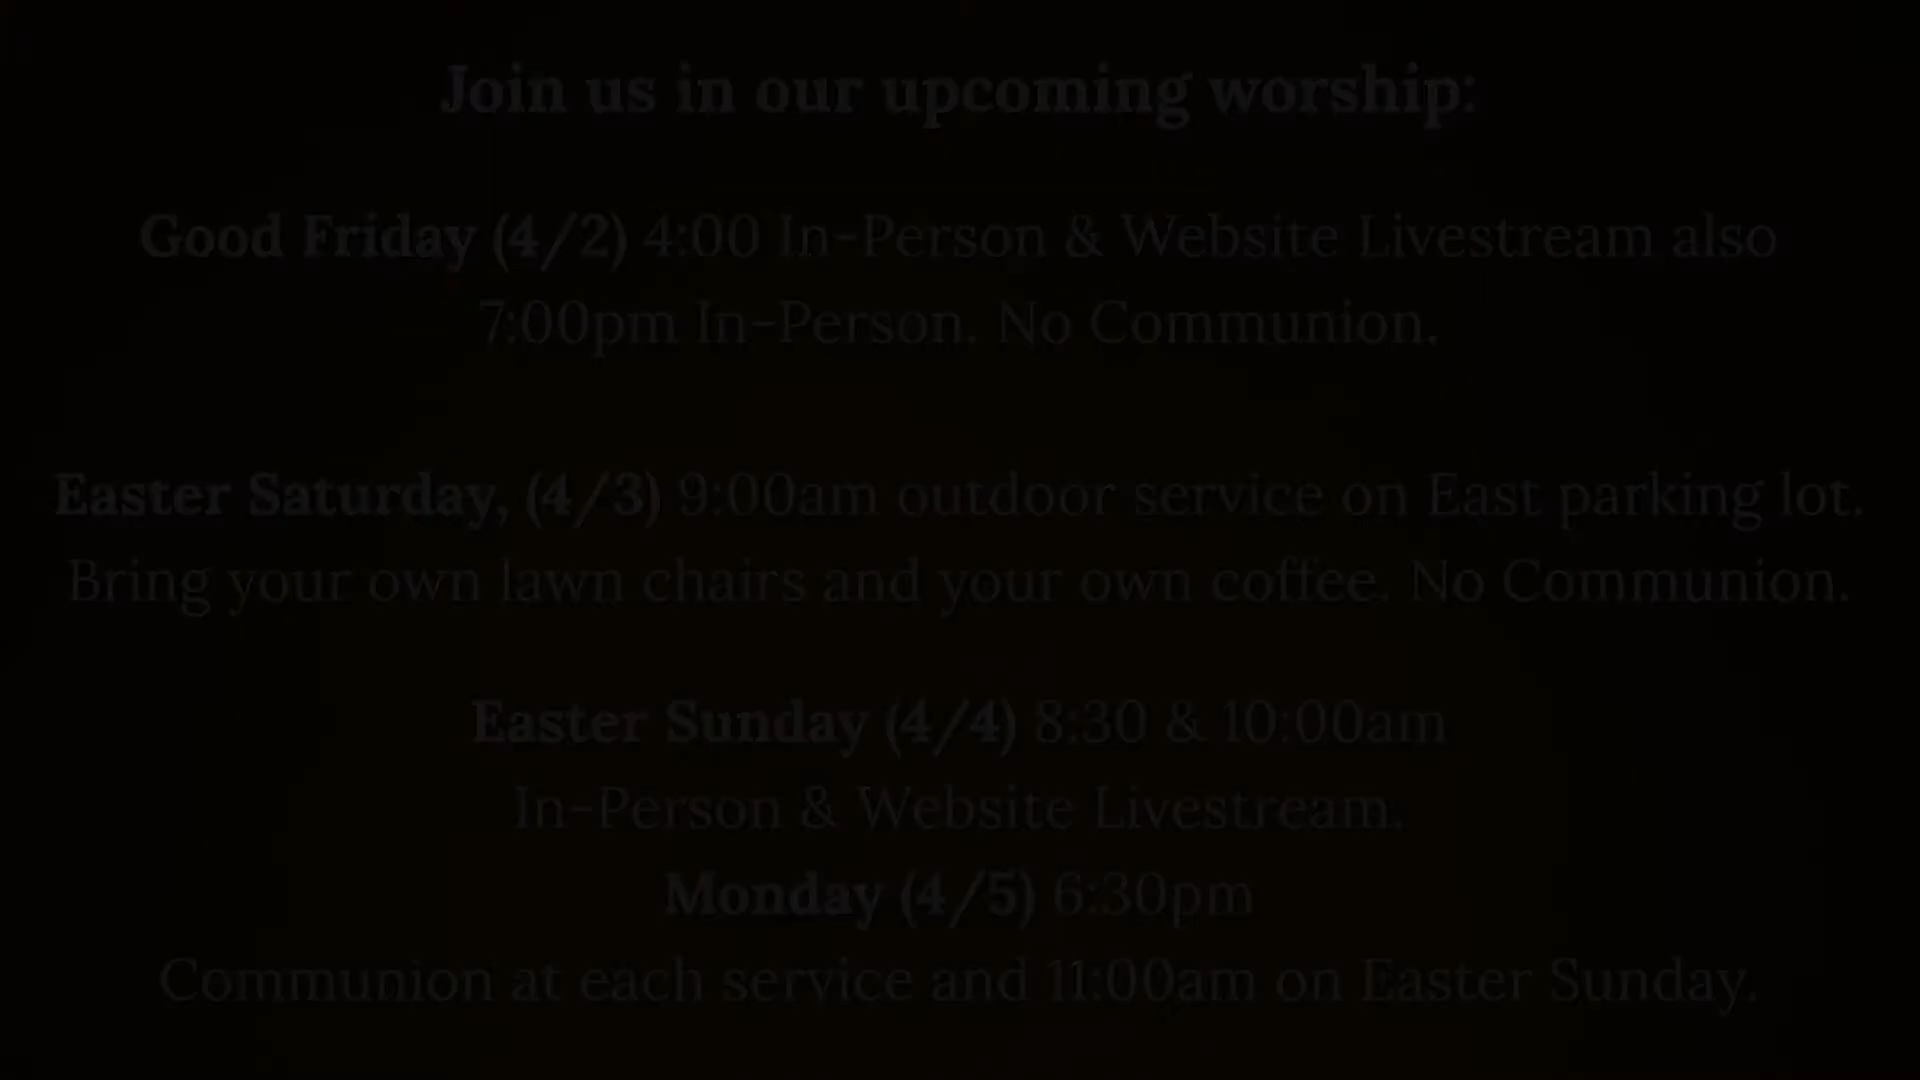 Join us in our upcoming worship:
Good Friday (4/2) 4:00 In-Person & Website Livestream also
7:00pm In-Person. No Communion.
Easter Saturday, (4/3) 9:00am outdoor service on East parking lot.
Bring your own lawn chairs and your own coffee. No Communion.
Easter Sunday (4/4) 8:30 & 10:00am
In-Person & Website Livestream.
Monday (4/5) 6:30pm
Communion at each service and 11:00am on Easter Sunday.